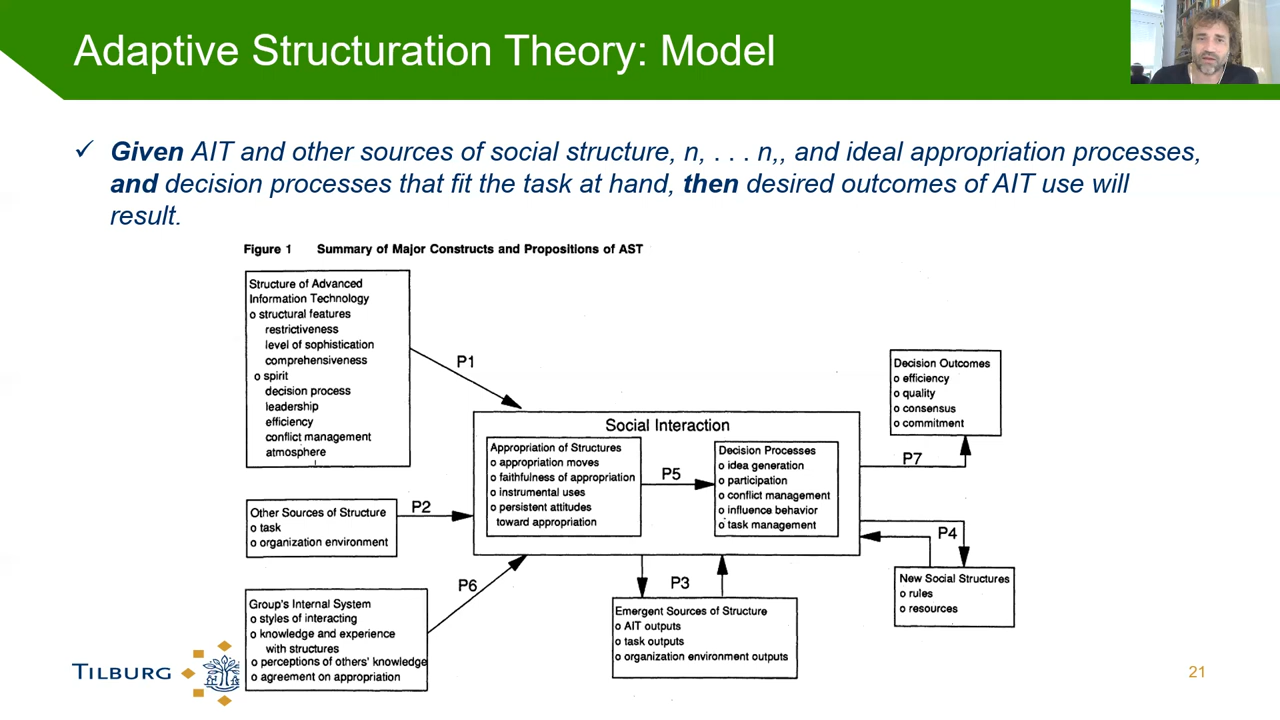 Adaptive Structuration Theory: Model
✓ Given AIT and other sources of social structure, n, . . . n,, and ideal appropriation processes,
and decision processes that fit the task at hand, then desired outcomes of AIT use will
result.
Figure 1 Summary of Major Constructs and Propositions of AST
Structure of Advanced
Information Technology
o structural features
restrictiveness
level of sophistication
comprehensiveness
o spirit
decision process
leadership
efficiency
conflict management
atmosphere
P1
Other Sources of Structure
o task
o organization environment
P2
Group's Internal System
o styles of interacting
o knowledge and experience
with structures
o perceptions of others' knowledge
o agreement on appropriation
P6
Social Interaction
Appropriation of Structures
o appropriation moves
o faithfulness of appropriation
o instrumental uses
o persistent attitudes
toward appropriation
P5
Decision Processes
o idea generation
o participation
o conflict management
o influence behavior
o task management
P3
Emergent Sources of Structure
o AIT outputs
o task outputs
o organization environment outputs
Decision Outcomes
o efficiency
o quality
o consensus
o commitment
P7
P4
New Social Structures
o rules
o resources
TILBURG
21